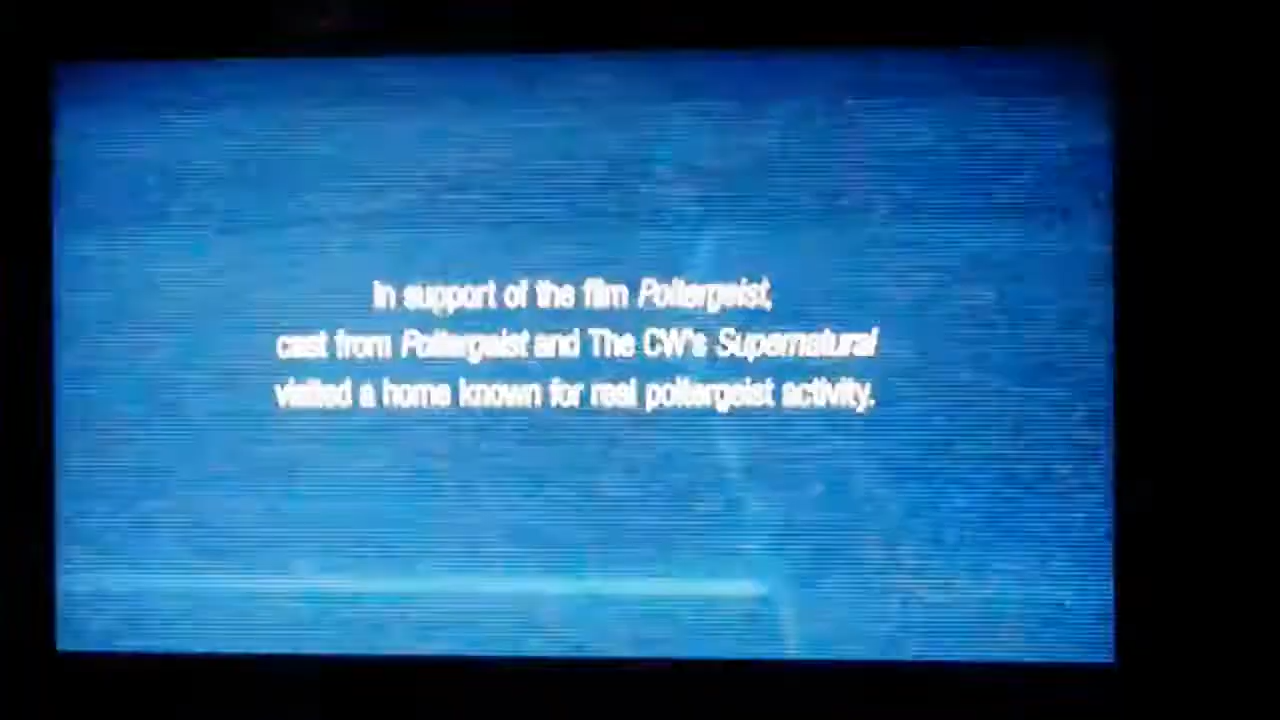 In support of the film Poltergeist,
cast from Poltergeist and The CW's Supernatural
visited a home known for real poltergeist activity.